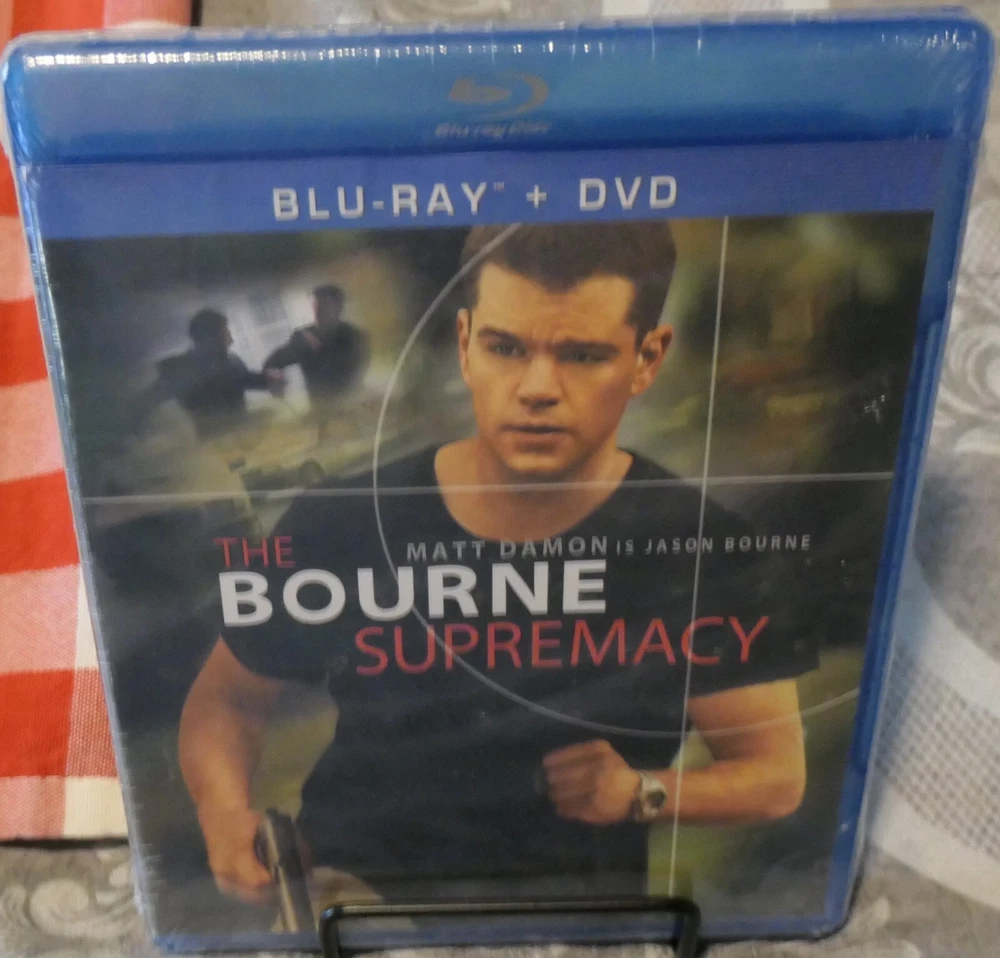 Blu-ray Disc
BLU-RAY™ + DVD
MATT DAMON IS JASON BOURNE
THE
BOURNE
SUPREMACY